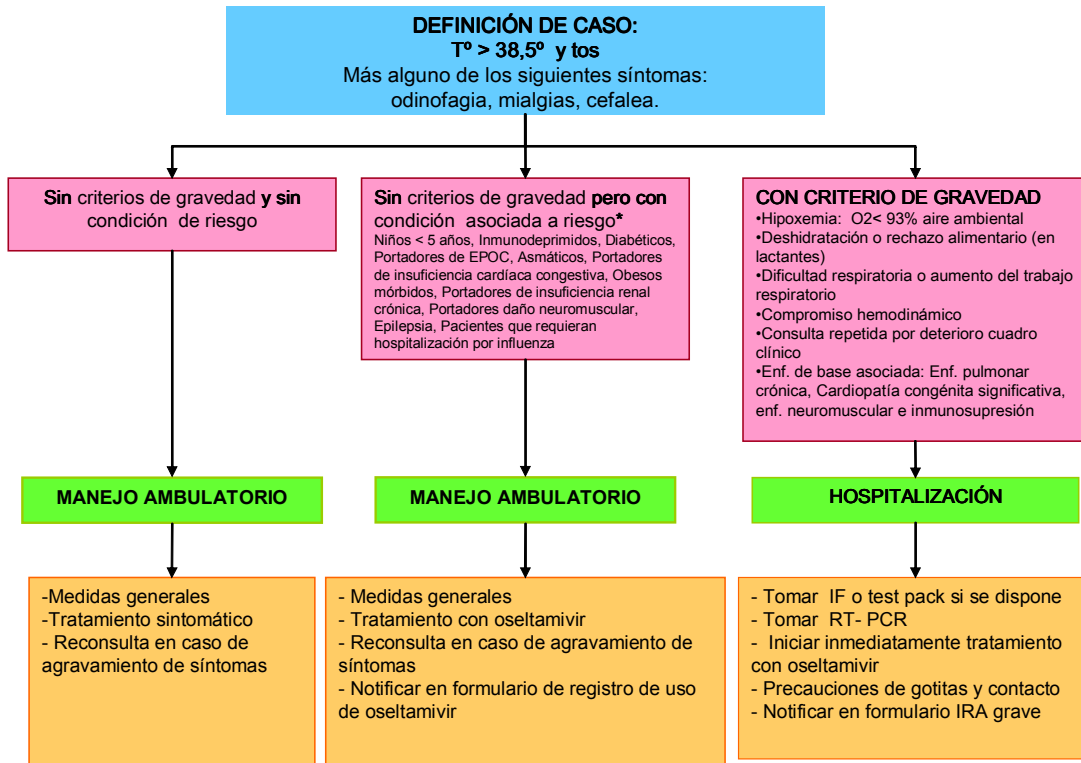 DEFINICIÓN DE CASO:
Tº > 38,5º y tos
Más alguno de los siguientes síntomas:
odinofagia, mialgias, cefalea.
Sin criterios de gravedad y sin
condición de riesgo
Sin criterios de gravedad pero con
condición asociada a riesgo*
Niños < 5 años, Inmunodeprimidos, Diabéticos,
Portadores de EPOC, Asmáticos, Portadores
de insuficiencia cardíaca congestiva, Obesos
mórbidos, Portadores de insuficiencia renal
crónica, Portadores daño neuromuscular,
Epilepsia, Pacientes que requieran
hospitalización por influenza
CON CRITERIO DE GRAVEDAD
•Hipoxemia: O2< 93% aire ambiental
•Deshidratación o rechazo alimentario (en
lactantes)
•Dificultad respiratoria o aumento del trabajo
respiratorio
•Compromiso hemodinámico
•Consulta repetida por deterioro cuadro
clínico
•Enf. de base asociada: Enf. pulmonar
crónica, Cardiopatía congénita significativa,
enf. neuromuscular e inmunosupresión
MANEJO AMBULATORIO
MANEJO AMBULATORIO
HOSPITALIZACIÓN
-Medidas generales
-Tratamiento sintomático
- Reconsulta en caso de
agravamiento de síntomas
- Medidas generales
- Tratamiento con oseltamivir
- Reconsulta en caso de agravamiento de
síntomas
- Notificar en formulario de registro de uso
de oseltamivir
- Tomar IF o test pack si se dispone
- Tomar RT- PCR
- Iniciar inmediatamente tratamiento
con oseltamivir
- Precauciones de gotitas y contacto
- Notificar en formulario IRA grave